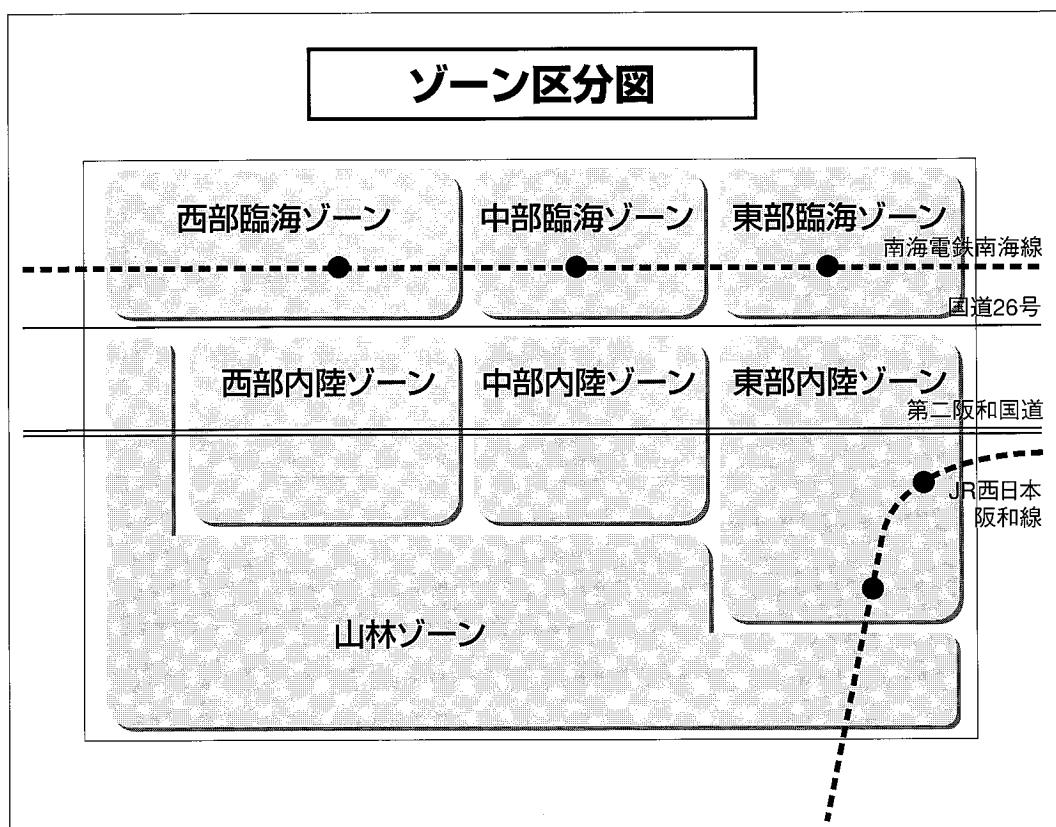 ゾーン区分図
西部臨海ゾーン
中部臨海ゾーン
東部臨海ゾーン
南海電鉄南海線
国道26号
西部内陸ゾーン
中部内陸ゾーン
東部内陸ゾーン
第二阪和国道
JR西日本
阪和線
山林ゾーン